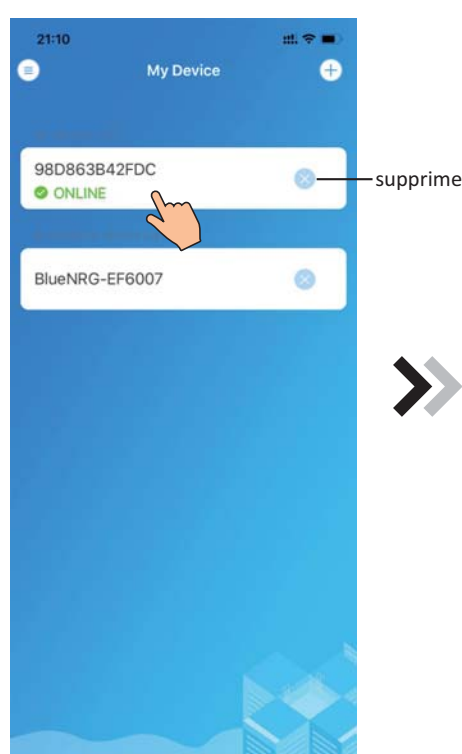 21:10
My Device
98D863B42FDC
ONLINE
supprime
BlueNRG-EF6007